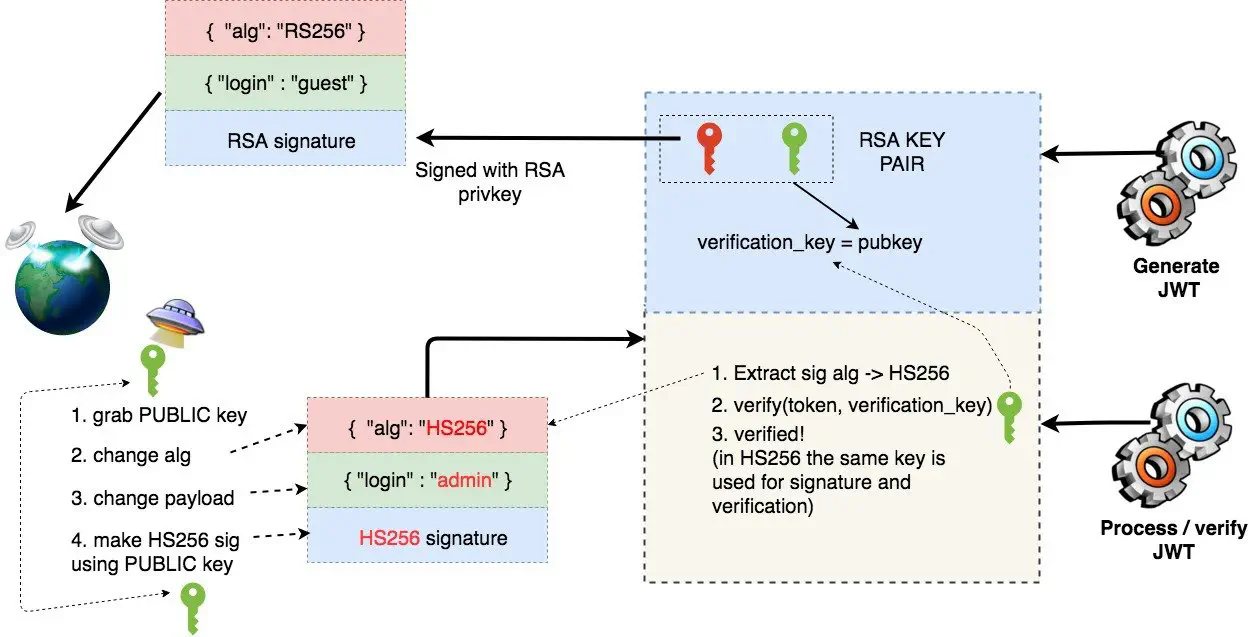 { "alg": "RS256" }
{ "login" : "guest" }
RSA signature
Signed with RSA
privkey
RSA KEY
PAIR
verification_key = pubkey
Generate
JWT
1. grab PUBLIC key
2. change alg
3. change payload
4. make HS256 sig
using PUBLIC key
{ "alg": "HS256" }
{ "login" : "admin" }
HS256 signature
1. Extract sig alg -> HS256
2. verify(token, verification_key)
3. verified!
(in HS256 the same key is
used for signature and
verification)
Process / verify
JWT